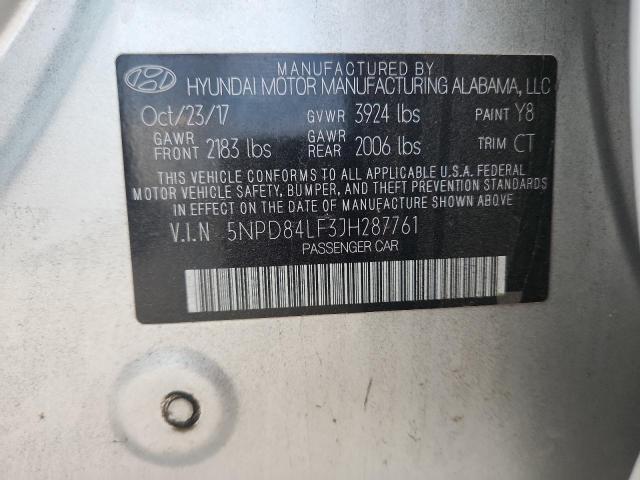 MANUFACTURED BY
HYUNDAI MOTOR MANUFACTURING ALABAMA, LLC
Oct/23/17 GVWR 3924 lbs PAINT Y8
GAWR FRONT 2183 lbs GAWR REAR 2006 lbs TRIM CT
THIS VEHICLE CONFORMS TO ALL APPLICABLE U.S.A. FEDERAL
MOTOR VEHICLE SAFETY, BUMPER, AND THEFT PREVENTION STANDARDS
IN EFFECT ON THE DATE OF MANUFACTURE SHOWN ABOVE.
V.I.N 5NPD84LF3JH287761
PASSENGER CAR